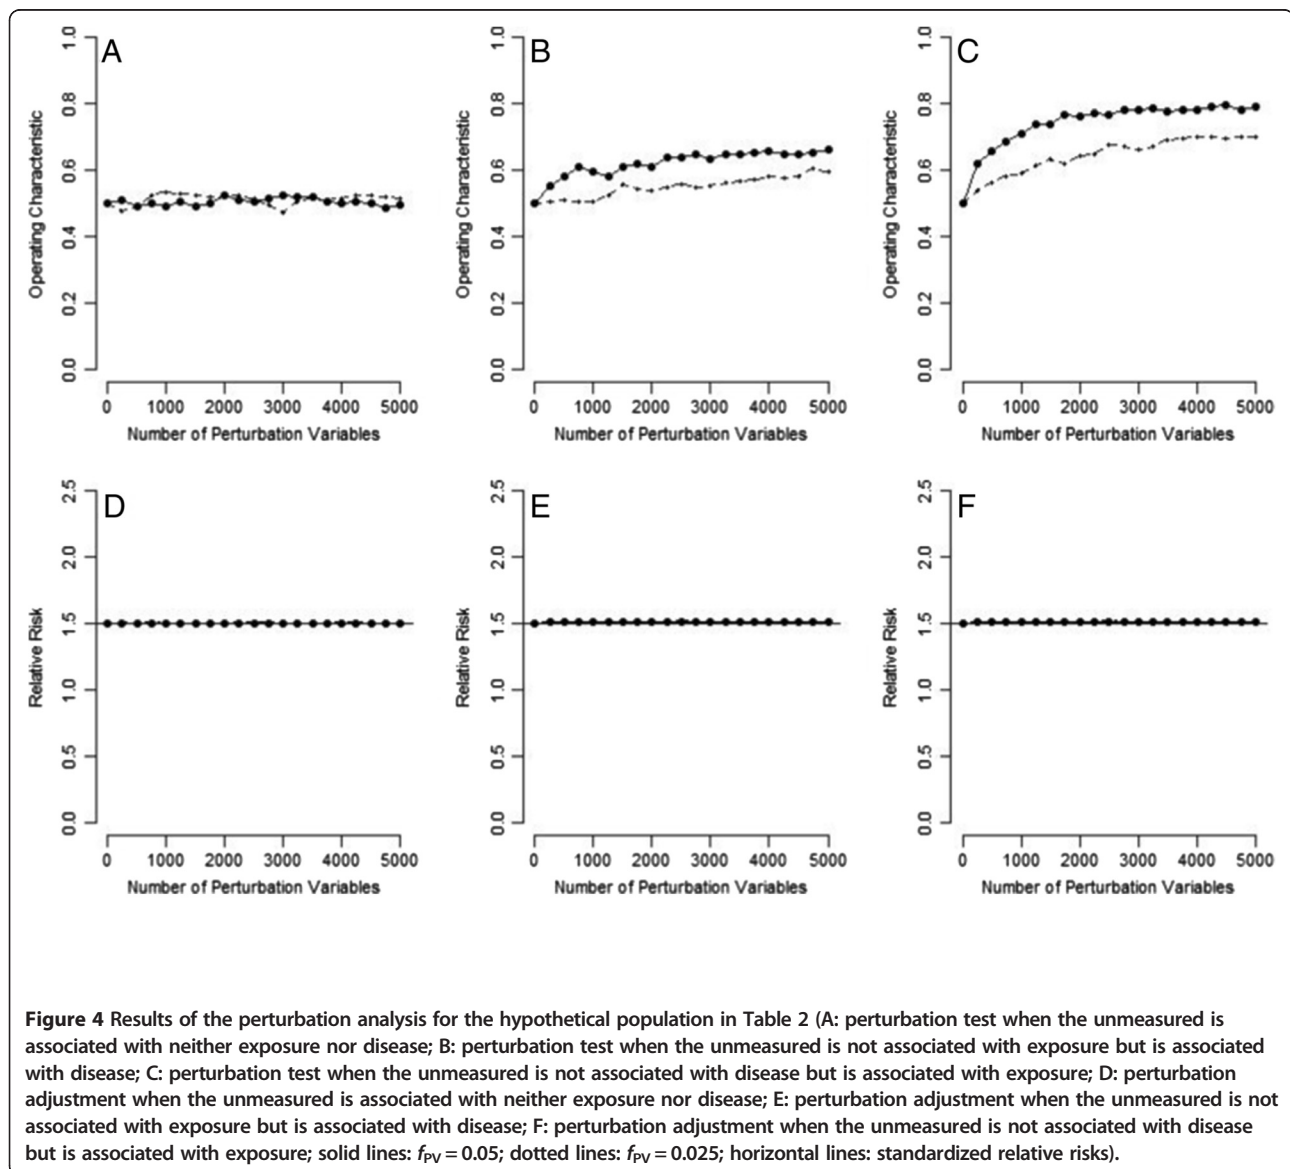 A
B
C
1.0
0.8
0.6
0.4
0.2
0.0
Operating Characteristic
0 1000 2000 3000 4000 5000
Number of Perturbation Variables
1.0
0.8
0.6
0.4
0.2
0.0
Operating Characteristic
0 1000 2000 3000 4000 5000
Number of Perturbation Variables
1.0
0.8
0.6
0.4
0.2
0.0
Operating Characteristic
0 1000 2000 3000 4000 5000
Number of Perturbation Variables
D
E
F
2.5
2.0
1.5
1.0
0.5
0.0
Relative Risk
0 1000 2000 3000 4000 5000
Number of Perturbation Variables
2.5
2.0
1.5
1.0
0.5
0.0
Relative Risk
0 1000 2000 3000 4000 5000
Number of Perturbation Variables
2.5
2.0
1.5
1.0
0.5
0.0
Relative Risk
0 1000 2000 3000 4000 5000
Number of Perturbation Variables
Figure 4 Results of the perturbation analysis for the hypothetical population in Table 2 (A: perturbation test when the unmeasured is
associated with neither exposure nor disease; B: perturbation test when the unmeasured is not associated with exposure but is associated
with disease; C: perturbation test when the unmeasured is not associated with disease but is associated with exposure; D: perturbation
adjustment when the unmeasured is associated with neither exposure nor disease; E: perturbation adjustment when the unmeasured is not
associated with exposure but is associated with disease; F: perturbation adjustment when the unmeasured is not associated with disease
but is associated with exposure; solid lines: fPV = 0.05; dotted lines: fPV = 0.025; horizontal lines: standardized relative risks).